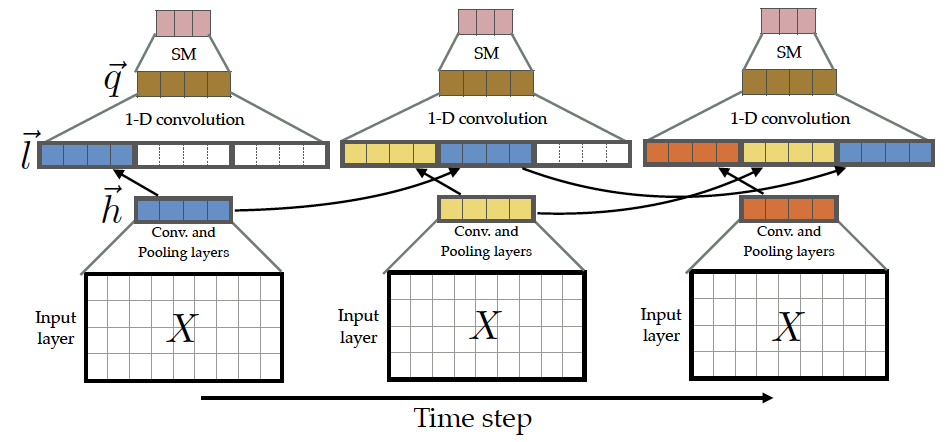 SM
SM
SM
q⃗
1-D convolution
1-D convolution
1-D convolution
l⃗
h⃗
Conv. and
Pooling layers
Conv. and
Pooling layers
Conv. and
Pooling layers
Input
layer
X
Input
layer
X
Input
layer
X
Time step